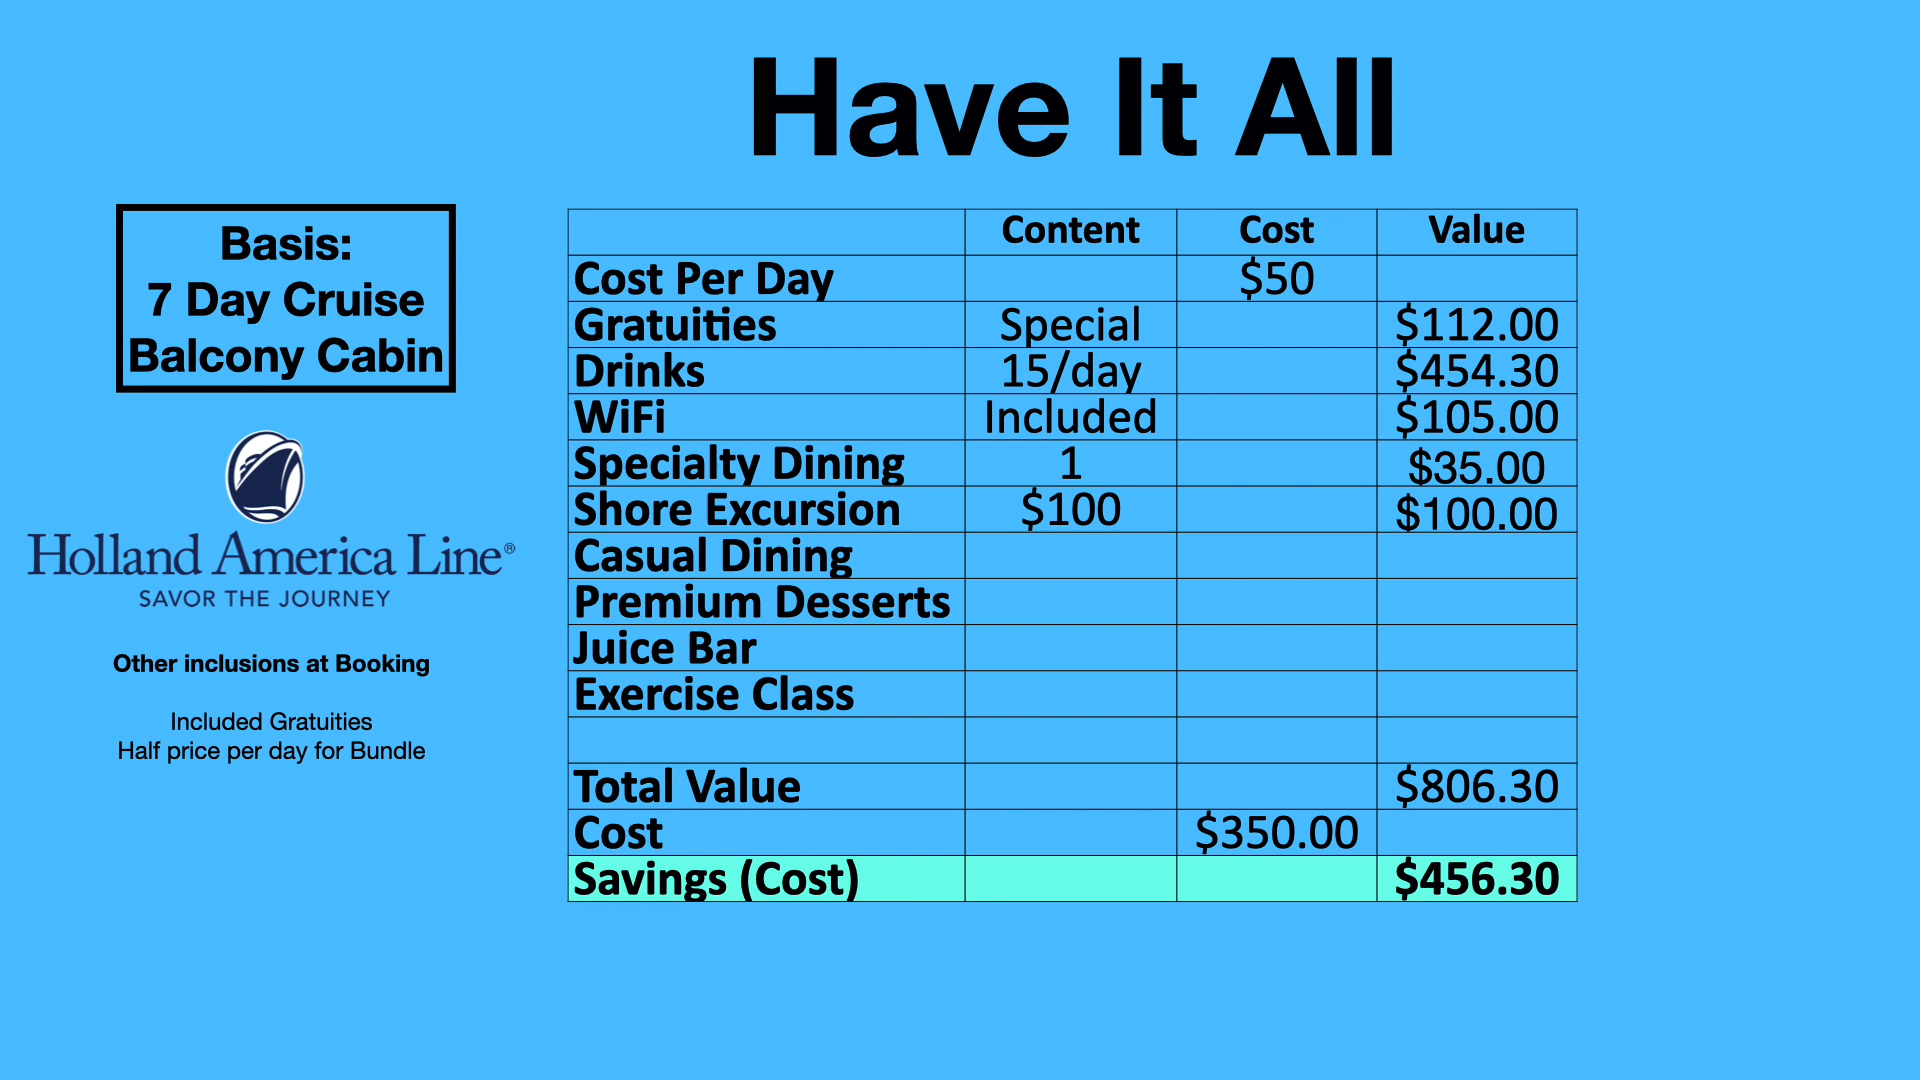 Have It All
Basis:
7 Day Cruise
Balcony Cabin
Holland America Line®
SAVOR THE JOURNEY
Other inclusions at Booking
Included Gratuities
Half price per day for Bundle
Content Cost Value
Cost Per Day $50
Gratuities Special $112.00
Drinks 15/day $454.30
WiFi Included $105.00
Specialty Dining 1 $35.00
Shore Excursion $100 $100.00
Casual Dining
Premium Desserts
Juice Bar
Exercise Class
Total Value $806.30
Cost $350.00
Savings (Cost) $456.30